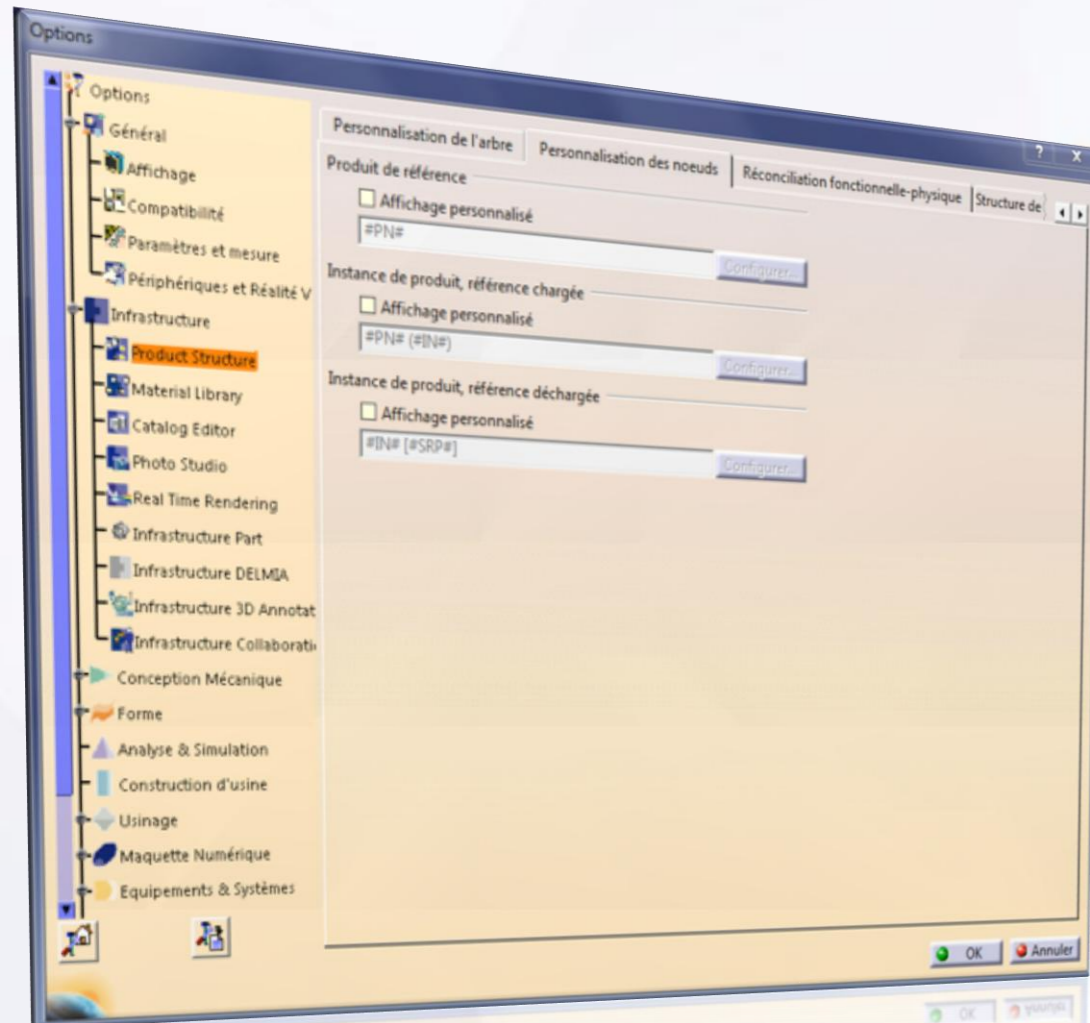 Options
Options
Général
Affichage
Compatibilité
Paramètres et mesure
Périphériques et Réalité V
Infrastructure
Product Structure
Material Library
Catalog Editor
Photo Studio
Real Time Rendering
Infrastructure Part
Infrastructure DELMIA
Infrastructure 3D Annotat
Infrastructure Collaborati
Conception Mécanique
Forme
Analyse & Simulation
Construction d'usine
Usinage
Maquette Numérique
Equipements & Systèmes
? X
Personnalisation de l'arbre Personnalisation des noeuds Réconciliation fonctionnelle-physique Structure de
Produit de référence
Affichage personnalisé
#PN# Configurer...
Instance de produit, référence chargée
Affichage personnalisé
#PN# (#IN#) Configurer...
Instance de produit, référence déchargée
Affichage personnalisé
#IN# [#SRP#] Configurer...
OK Annuler